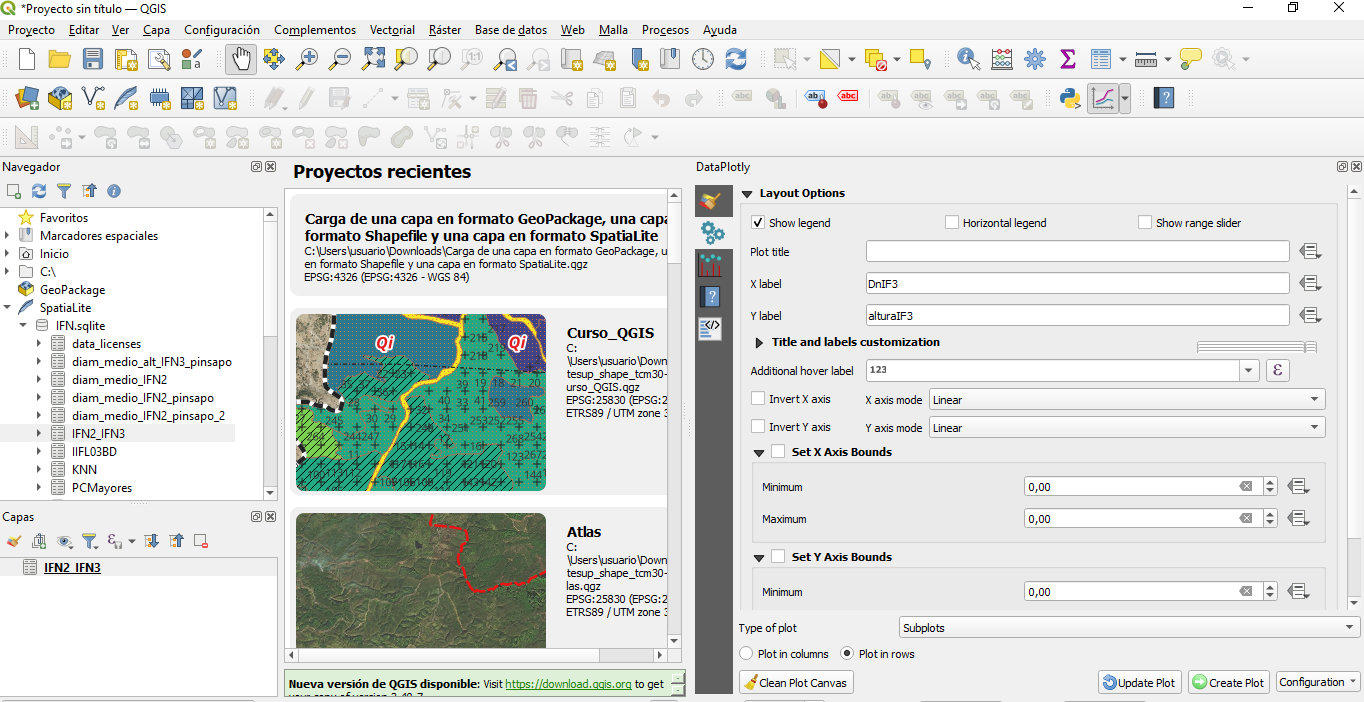 *Proyecto sin título — QGIS
Proyecto Editar Ver Capa Configuración Complementos Vectorial Ráster Base de datos Web Malla Procesos Ayuda
Navegador
Favoritos
Marcadores espaciales
Inicio
C:\
GeoPackage
SpatiaLite
IFN.sqlite
data_licenses
diam_medio_alt_IFN3_pinsapo
diam_medio_IFN2
diam_medio_IFN2_pinsapo
diam_medio_IFN2_pinsapo_2
IFN2_IFN3
IIFL03BD
KNN
PCMayores
Capas
IFN2_IFN3
Proyectos recientes
Carga de una capa en formato GeoPackage, una capa
formato Shapefile y una capa en formato SpatiaLite
C:\Users\usuario\Downloads\Carga de una capa en formato GeoPackage, u
en formato Shapefile y una capa en formato SpatiaLite.qgz
EPSG:4326 (EPSG:4326 - WGS 84)
Qi
Qi
Curso_QGIS
C:
\Users\usuario\Down
tesup_shape_tcm30-
urso_QGIS.qgz
EPSG:25830 (EPSG:2
ETRS89 / UTM zone 3
Atlas
C:
\Users\usuario\Down
tesup_shape_tcm30-
las.qgz
EPSG:25830 (EPSG:2
ETRS89 / UTM zone 3
Nueva versión de QGIS disponible: Visit https://download.qgis.org to get
DataPlotly
Layout Options
Show legend
Horizontal legend
Show range slider
Plot title
X label
DnIF3
Y label
alturaIF3
Title and labels customization
Additional hover label
123
ε
Invert X axis
X axis mode
Linear
Invert Y axis
Y axis mode
Linear
Set X Axis Bounds
Minimum
0,00
Maximum
0,00
Set Y Axis Bounds
Minimum
0,00
Type of plot
Subplots
Plot in columns
Plot in rows
Clean Plot Canvas
Update Plot
Create Plot
Configuration